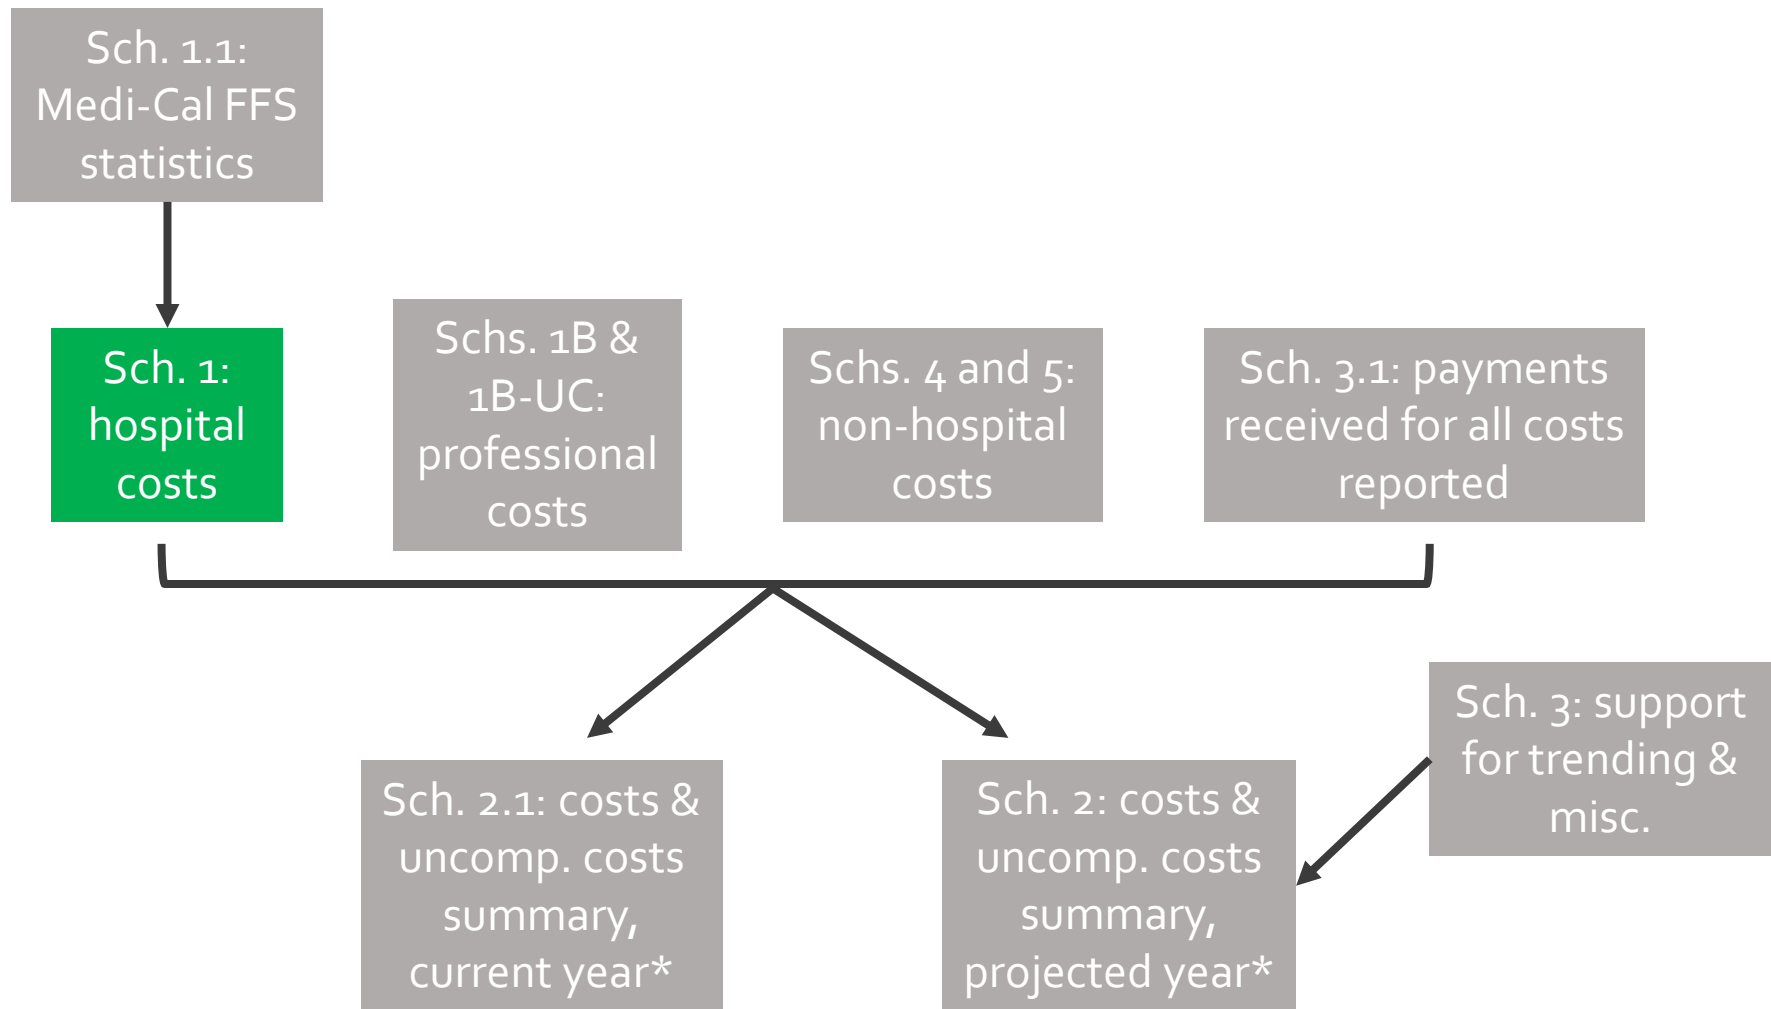 Sch. 1.1:
Medi-Cal FFS
statistics
Sch. 1:
hospital
costs
Schs. 1B &
1B-UC:
professional
costs
Schs. 4 and 5:
non-hospital
costs
Sch. 3.1: payments
received for all costs
reported
Sch. 3: support
for trending &
misc.
Sch. 2.1: costs &
uncomp. costs
summary,
current year*
Sch. 2: costs &
uncomp. costs
summary,
projected year*